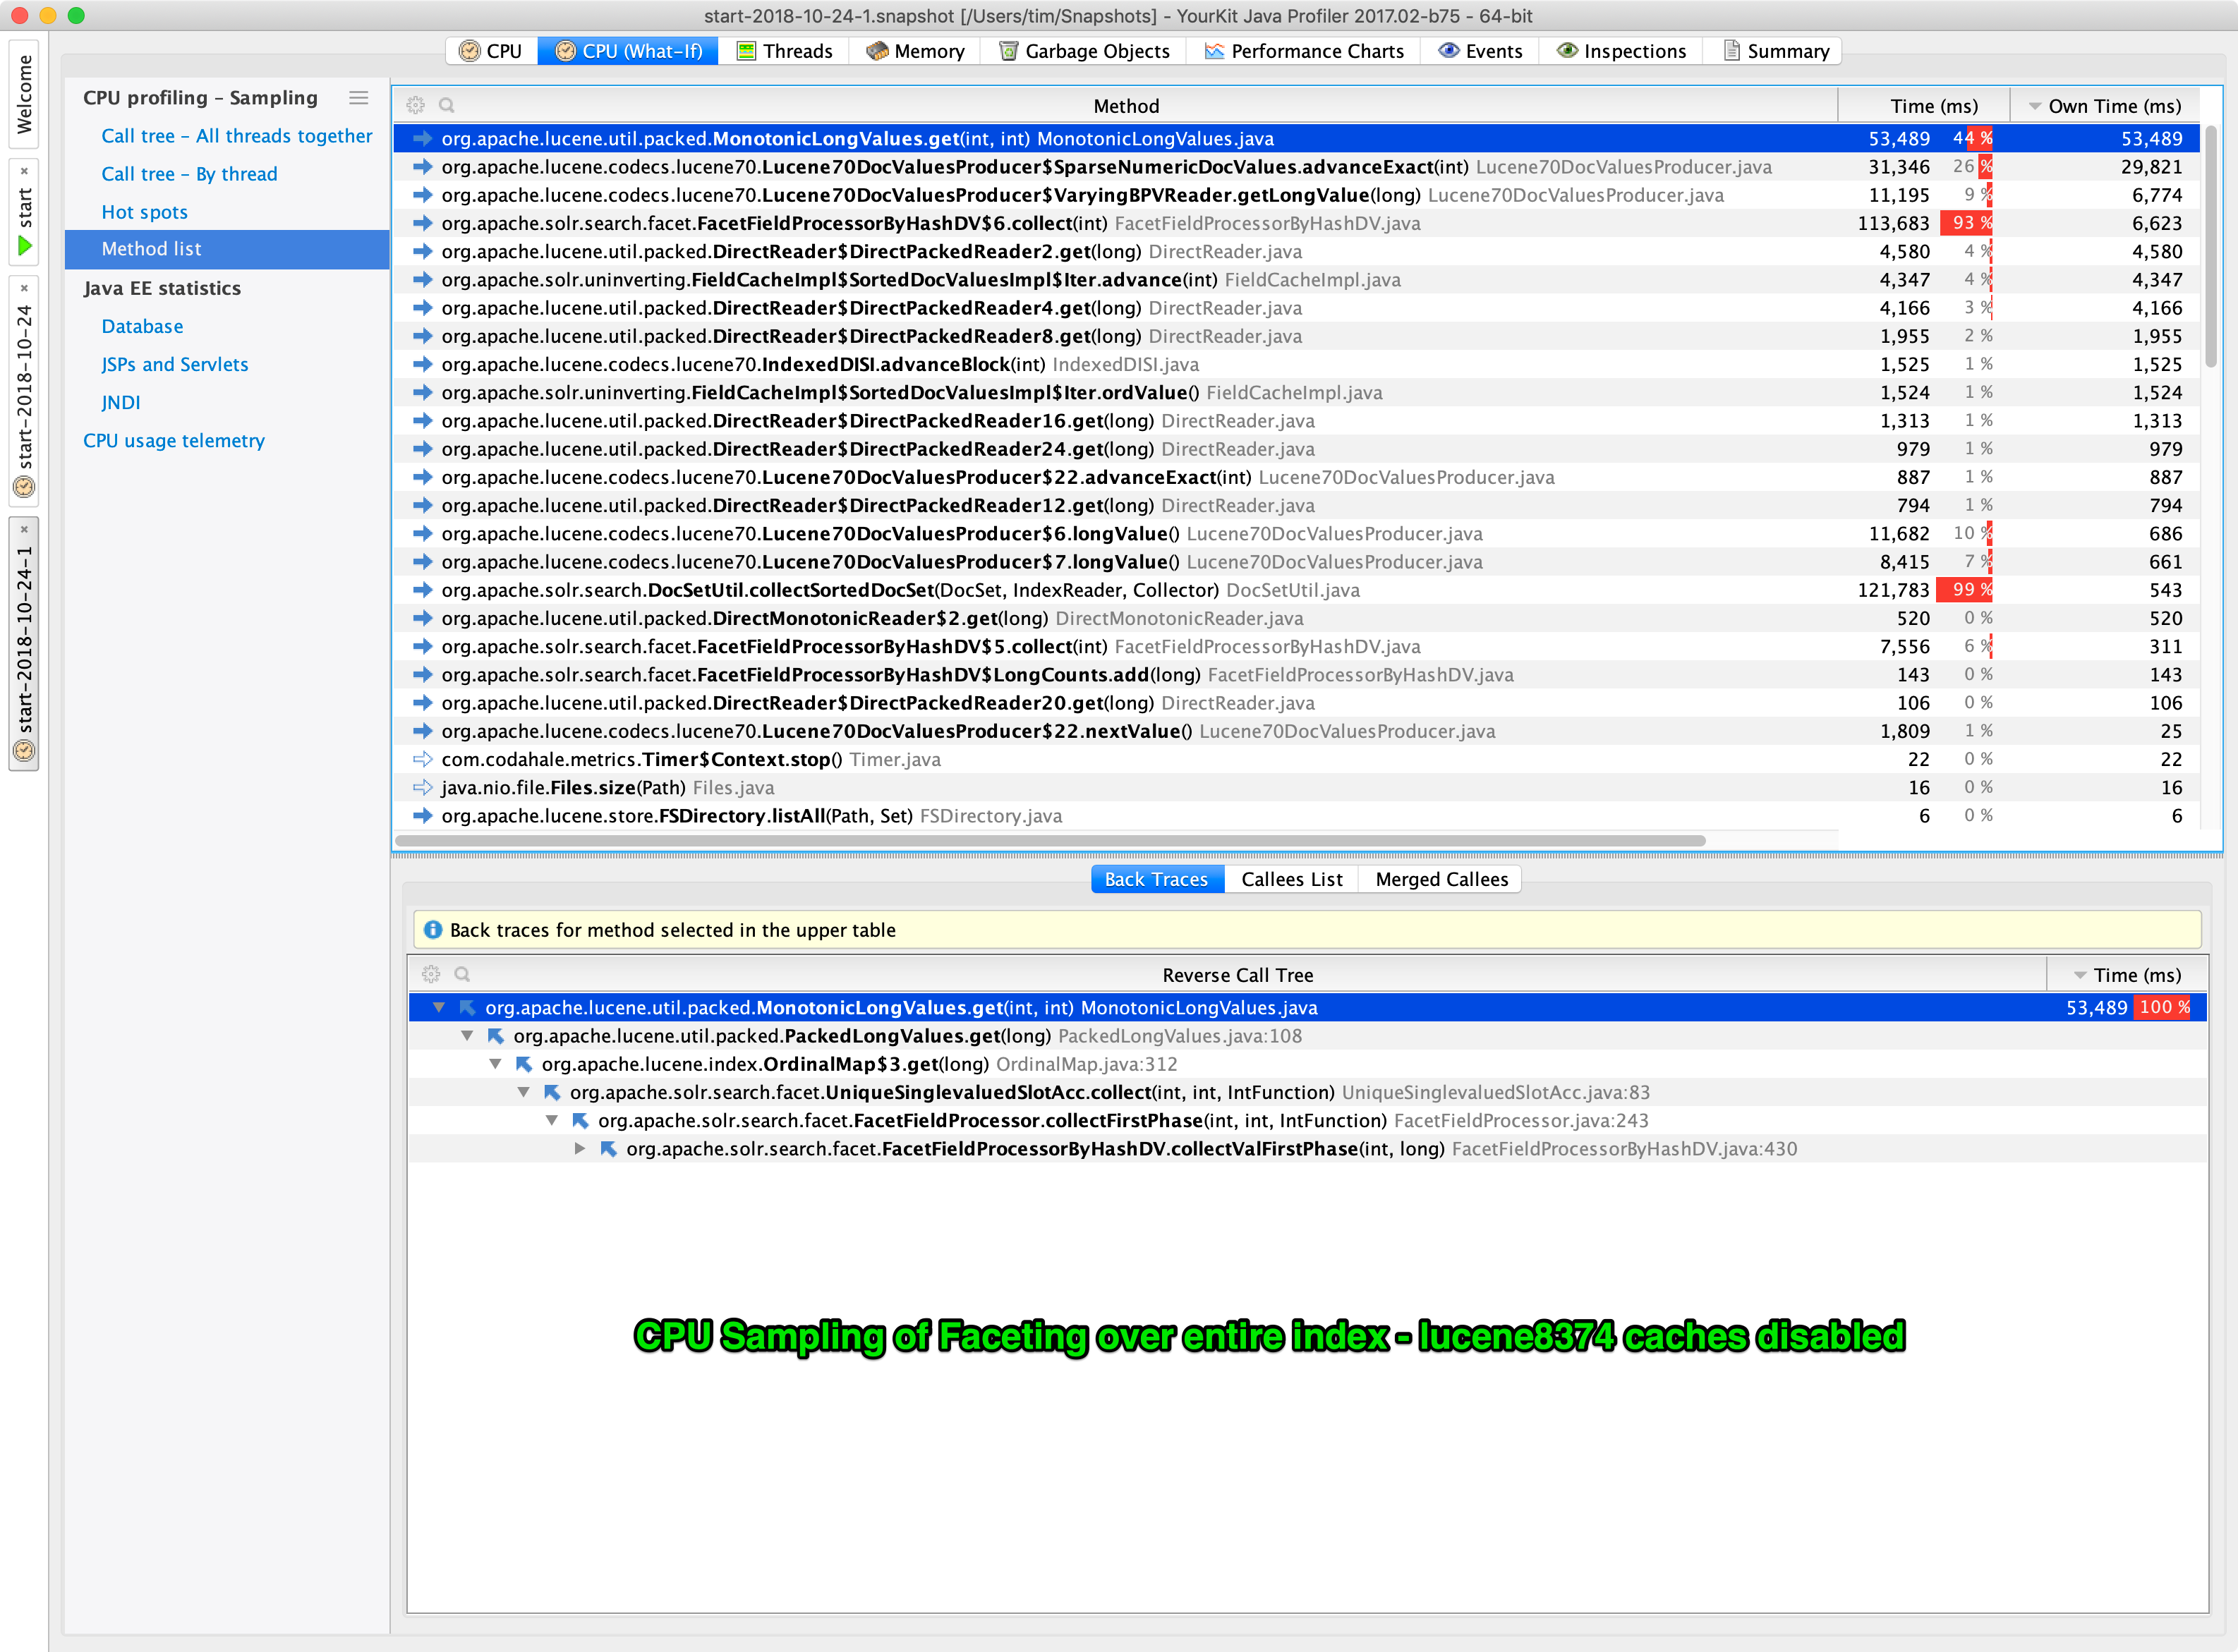 start-2018-10-24-1.snapshot [/Users/tim/Snapshots] - YourKit Java Profiler 2017.02-b75 - 64-bit
CPU CPU (What-If) Threads Memory Garbage Objects Performance Charts Events Inspections Summary
Welcome
start
start-2018-10-24
start-2018-10-24-1
CPU profiling – Sampling
Call tree – All threads together
Call tree – By thread
Hot spots
Method list
Java EE statistics
Database
JSPs and Servlets
JNDI
CPU usage telemetry
Method Time (ms) Own Time (ms)
org.apache.lucene.util.packed.MonotonicLongValues.get(int, int) MonotonicLongValues.java 53,489 44 % 53,489
org.apache.lucene.codecs.lucene70.Lucene70DocValuesProducer$SparseNumericDocValues.advanceExact(int) Lucene70DocValuesProducer.java 31,346 26 % 29,821
org.apache.lucene.codecs.lucene70.Lucene70DocValuesProducer$VaryingBPVReader.getLongValue(long) Lucene70DocValuesProducer.java 11,195 9 % 6,774
org.apache.solr.search.facet.FacetFieldProcessorByHashDV$6.collect(int) FacetFieldProcessorByHashDV.java 113,683 93 % 6,623
org.apache.lucene.util.packed.DirectReader$DirectPackedReader2.get(long) DirectReader.java 4,580 4 % 4,580
org.apache.solr.uninverting.FieldCacheImpl$SortedDocValuesImpl$Iter.advance(int) FieldCacheImpl.java 4,347 4 % 4,347
org.apache.lucene.util.packed.DirectReader$DirectPackedReader4.get(long) DirectReader.java 4,166 3 % 4,166
org.apache.lucene.util.packed.DirectReader$DirectPackedReader8.get(long) DirectReader.java 1,955 2 % 1,955
org.apache.lucene.codecs.lucene70.IndexedDISI.advanceBlock(int) IndexedDISI.java 1,525 1 % 1,525
org.apache.solr.uninverting.FieldCacheImpl$SortedDocValuesImpl$Iter.ordValue() FieldCacheImpl.java 1,524 1 % 1,524
org.apache.lucene.util.packed.DirectReader$DirectPackedReader16.get(long) DirectReader.java 1,313 1 % 1,313
org.apache.lucene.util.packed.DirectReader$DirectPackedReader24.get(long) DirectReader.java 979 1 % 979
org.apache.lucene.codecs.lucene70.Lucene70DocValuesProducer$22.advanceExact(int) Lucene70DocValuesProducer.java 887 1 % 887
org.apache.lucene.util.packed.DirectReader$DirectPackedReader12.get(long) DirectReader.java 794 1 % 794
org.apache.lucene.codecs.lucene70.Lucene70DocValuesProducer$6.longValue() Lucene70DocValuesProducer.java 11,682 10 % 686
org.apache.lucene.codecs.lucene70.Lucene70DocValuesProducer$7.longValue() Lucene70DocValuesProducer.java 8,415 7 % 661
org.apache.solr.search.DocSetUtil.collectSortedDocSet(DocSet, IndexReader, Collector) DocSetUtil.java 121,783 99 % 543
org.apache.lucene.util.packed.DirectMonotonicReader$2.get(long) DirectMonotonicReader.java 520 0 % 520
org.apache.solr.search.facet.FacetFieldProcessorByHashDV$5.collect(int) FacetFieldProcessorByHashDV.java 7,556 6 % 311
org.apache.solr.search.facet.FacetFieldProcessorByHashDV$LongCounts.add(long) FacetFieldProcessorByHashDV.java 143 0 % 143
org.apache.lucene.util.packed.DirectReader$DirectPackedReader20.get(long) DirectReader.java 106 0 % 106
org.apache.lucene.codecs.lucene70.Lucene70DocValuesProducer$22.nextValue() Lucene70DocValuesProducer.java 1,809 1 % 25
com.codahale.metrics.Timer$Context.stop() Timer.java 22 0 % 22
java.nio.file.Files.size(Path) Files.java 16 0 % 16
org.apache.lucene.store.FSDirectory.listAll(Path, Set) FSDirectory.java 6 0 % 6
Back Traces Callees List Merged Callees
Back traces for method selected in the upper table
Reverse Call Tree Time (ms)
org.apache.lucene.util.packed.MonotonicLongValues.get(int, int) MonotonicLongValues.java 53,489 100 %
org.apache.lucene.util.packed.PackedLongValues.get(long) PackedLongValues.java:108
org.apache.lucene.index.OrdinalMap$3.get(long) OrdinalMap.java:312
org.apache.solr.search.facet.UniqueSinglevaluedSlotAcc.collect(int, int, IntFunction) UniqueSinglevaluedSlotAcc.java:83
org.apache.solr.search.facet.FacetFieldProcessor.collectFirstPhase(int, int, IntFunction) FacetFieldProcessor.java:243
org.apache.solr.search.facet.FacetFieldProcessorByHashDV.collectValFirstPhase(int, long) FacetFieldProcessorByHashDV.java:430
CPU Sampling of Faceting over entire index - lucene8374 caches disabled